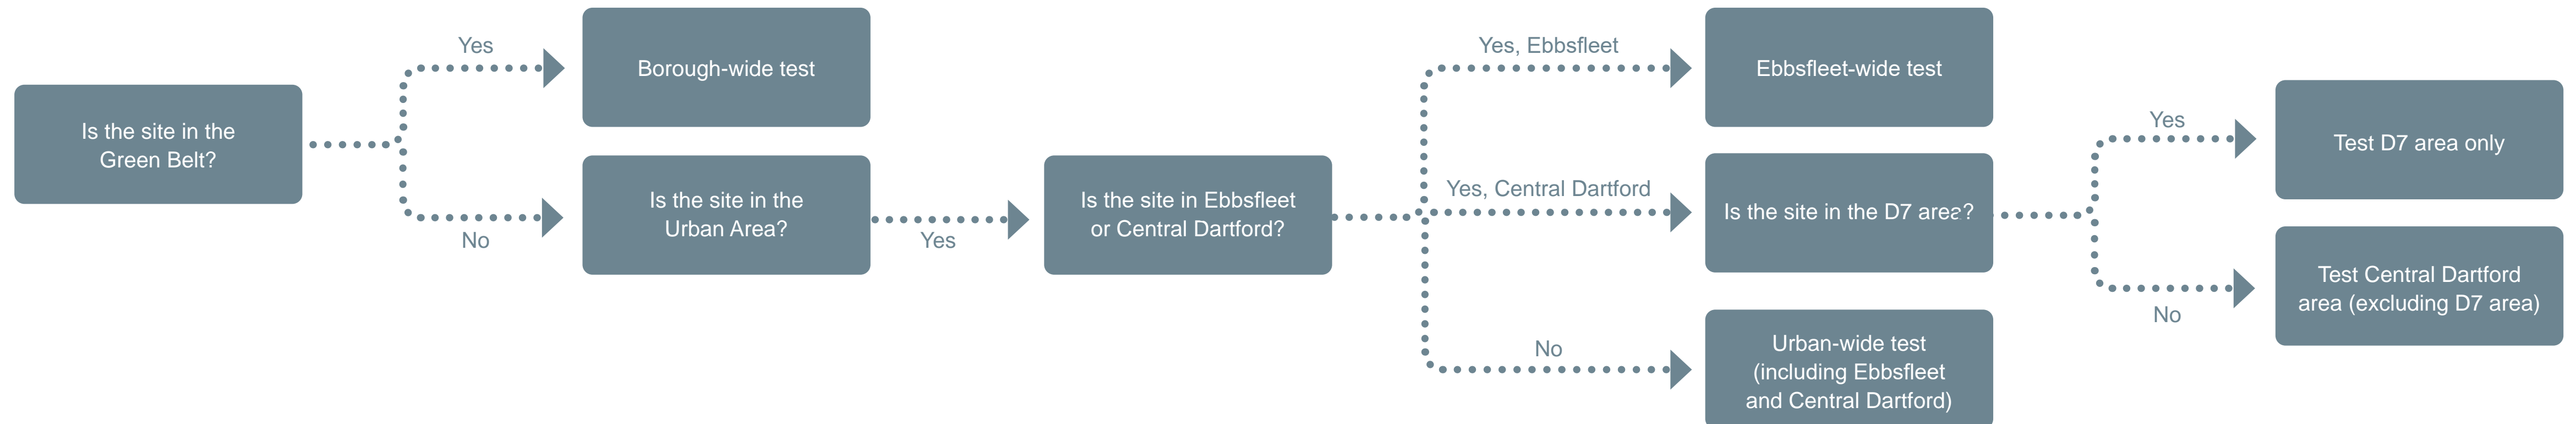 Is the site in the
Green Belt?
Yes
No
Borough-wide test
Is the site in the
Urban Area?
Yes
Is the site in Ebbsfleet
or Central Dartford?
Yes, Ebbsfleet
Yes, Central Dartford
No
Ebbsfleet-wide test
Is the site in the D7 area?
Urban-wide test
(including Ebbsfleet
and Central Dartford)
Yes
No
Test D7 area only
Test Central Dartford
area (excluding D7 area)